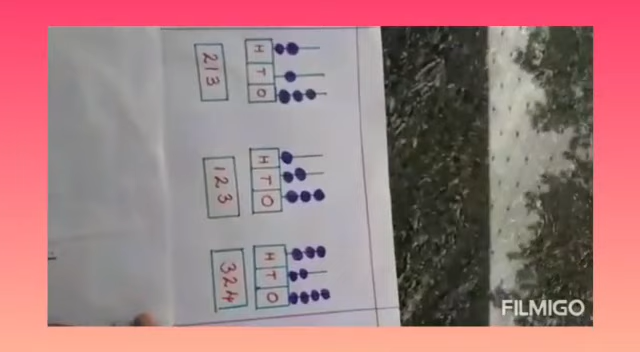 H T O
213
H T O
123
H T O
324
FILMIGO